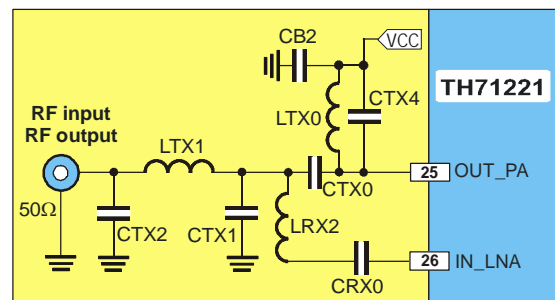 CB2
VCC
TH71221
CTX4
LTX0
RF input
RF output
LTX1
25
OUT_PA
CTX0
50Ω
CTX2
CTX1
LRX2
26
IN_LNA
CRX0